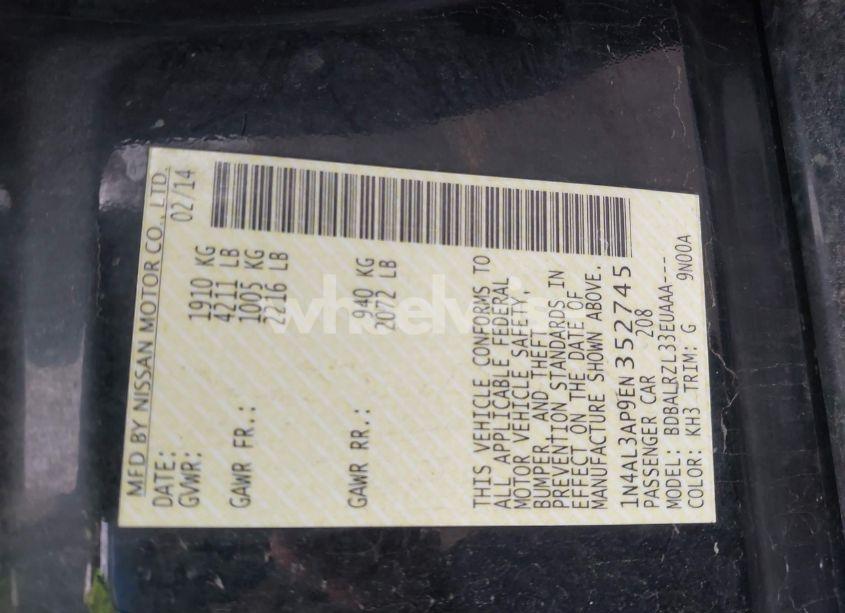 MFD BY NISSAN MOTOR CO., LTD.
DATE: 02/14
GVWR: 1910 KG
4211 LB
GAWR FR.: 1005 KG
2216 LB
GAWR RR.: 940 KG
2072 LB
THIS VEHICLE CONFORMS TO
ALL APPLICABLE FEDERAL
MOTOR VEHICLE SAFETY,
BUMPER, AND THEFT
PREVENTION STANDARDS IN
EFFECT ON THE DATE OF
MANUFACTURE SHOWN ABOVE.
1N4AL3AP9EN352745
PASSENGER CAR 208
MODEL: BDBALRZL33EUAAA---
COLOR: KH3 TRIM: G 9N00A